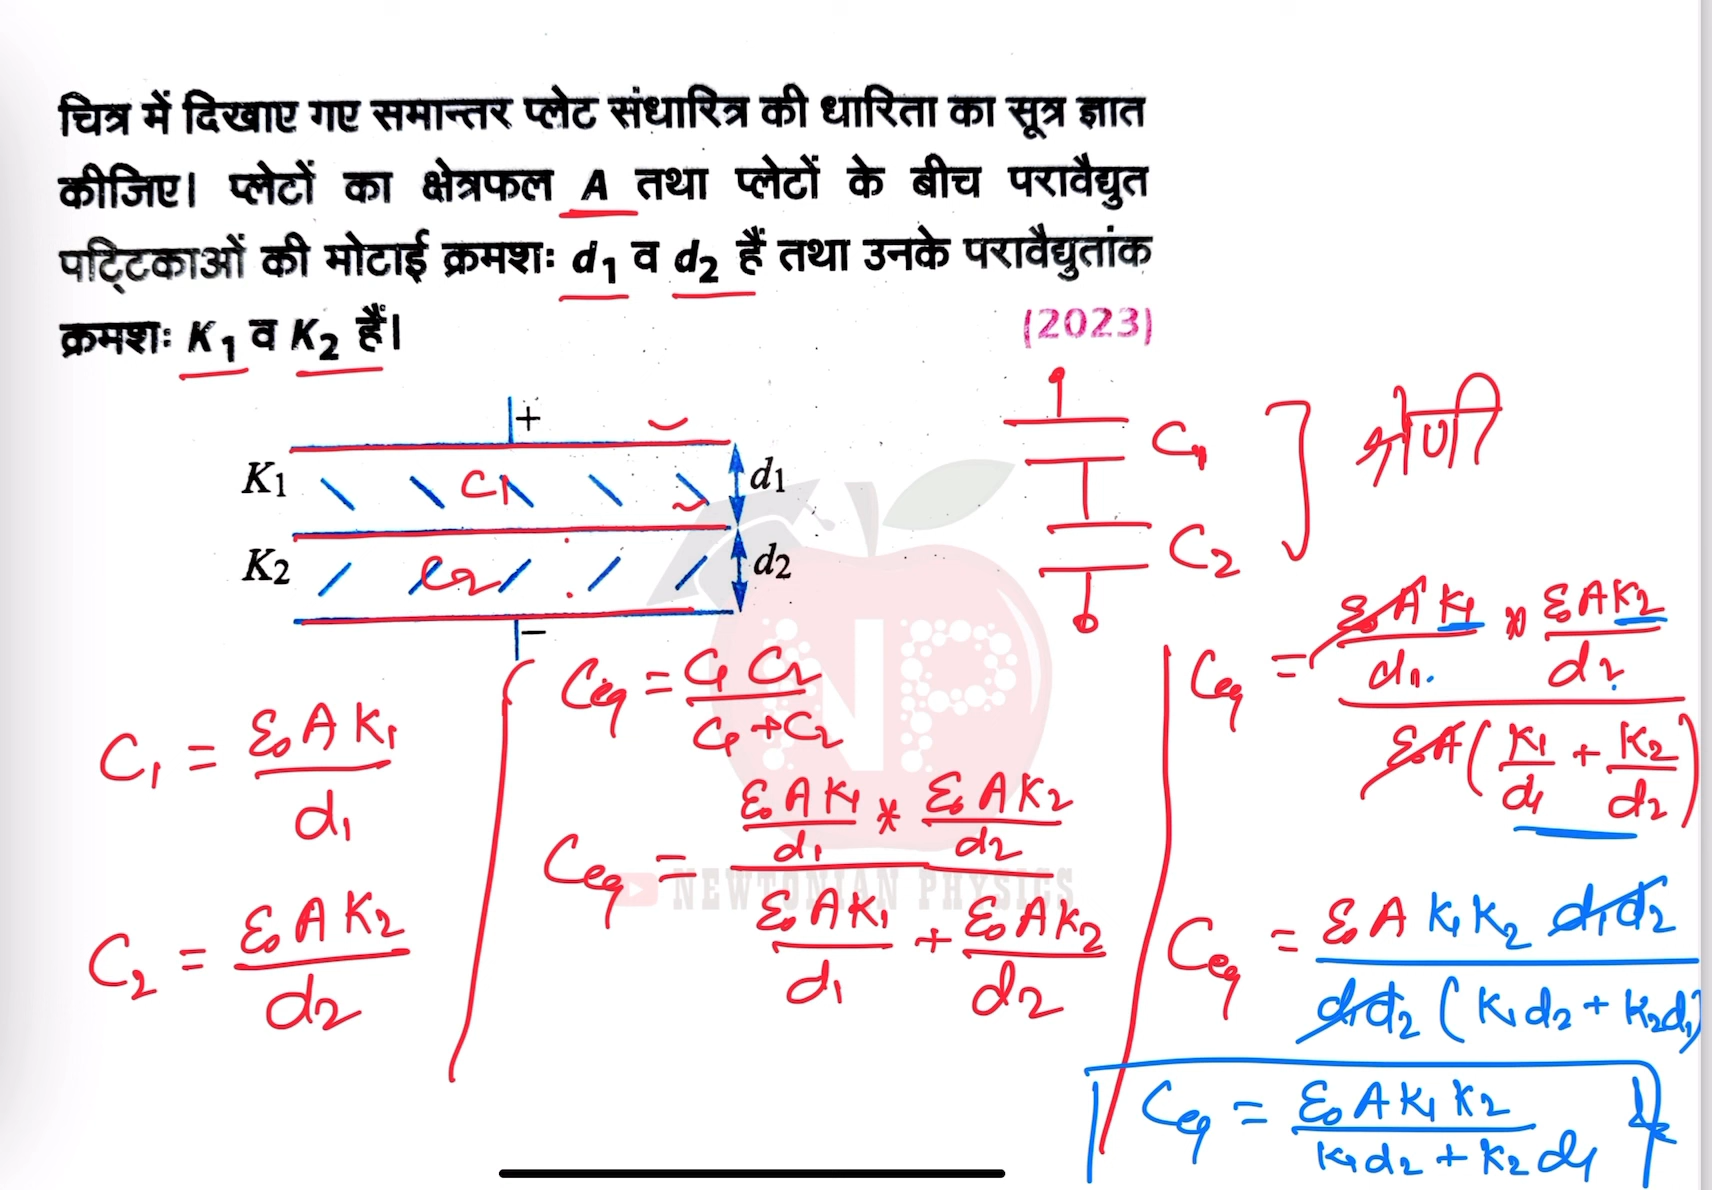 चित्र में दिखाए गए समान्तर प्लेट संधारित्र की धारिता का सूत्र ज्ञात
कीजिए। प्लेटों का क्षेत्रफल A तथा प्लेटों के बीच परावैद्युत
पट्टिकाओं की मोटाई क्रमशः d₁ व d₂ हैं तथा उनके परावैद्युतांक
क्रमशः K₁ व K₂ हैं।
(2023)
+
K1 C1 d1
K2 C2 d2
−
C1
C2
श्रेणी
C₁ = ε₀AK₁/d₁
C₂ = ε₀AK₂/d₂
Ceq = C₁C₂/C₁+C₂
Ceq = ε₀AK₁/d₁ * ε₀AK₂/d₂ / ε₀AK₁/d₁ + ε₀AK₂/d₂
Ceq = ε₀AK₁/d₁ * ε₀AK₂/d₂ / ε₀A(K₁/d₁ + K₂/d₂)
Ceq = ε₀AK₁K₂ d₁d₂ / d₁d₂ (K₁d₂ + K₂d₁)
Ceq = ε₀AK₁K₂ / K₁d₂ + K₂d₁
NP
NEWTONIAN PHYSICS